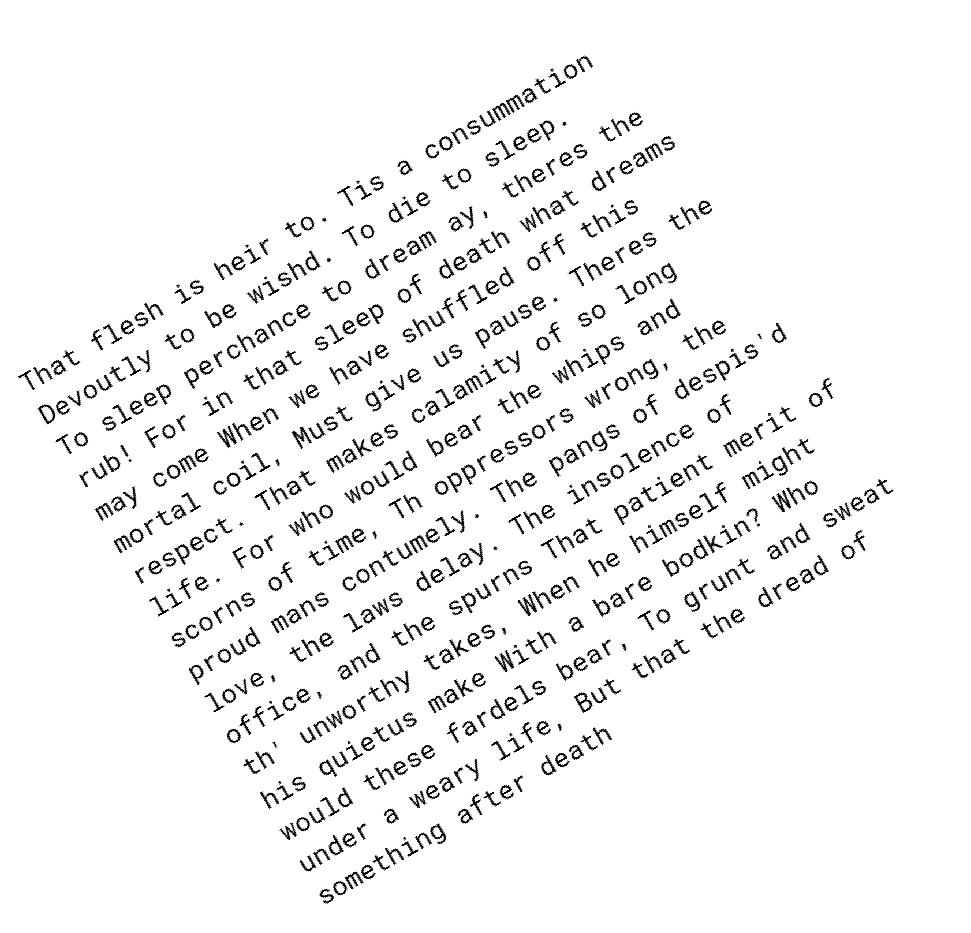 That flesh is heir to. Tis a consummation
Devoutly to be wishd. To die to sleep.
To sleep perchance to dream ay, theres the
rub! For in that sleep of death what dreams
may come When we have shuffled off this
mortal coil, Must give us pause. Theres the
respect. That makes calamity of so long
life. For who would bear the whips and
scorns of time, Th oppressors wrong, the
proud mans contumely. The pangs of despis'd
love, the laws delay. The insolence of
office, and the spurns That patient merit of
th' unworthy takes, When he himself might
his quietus make With a bare bodkin? Who
would these fardels bear, To grunt and sweat
under a weary life, But that the dread of
something after death